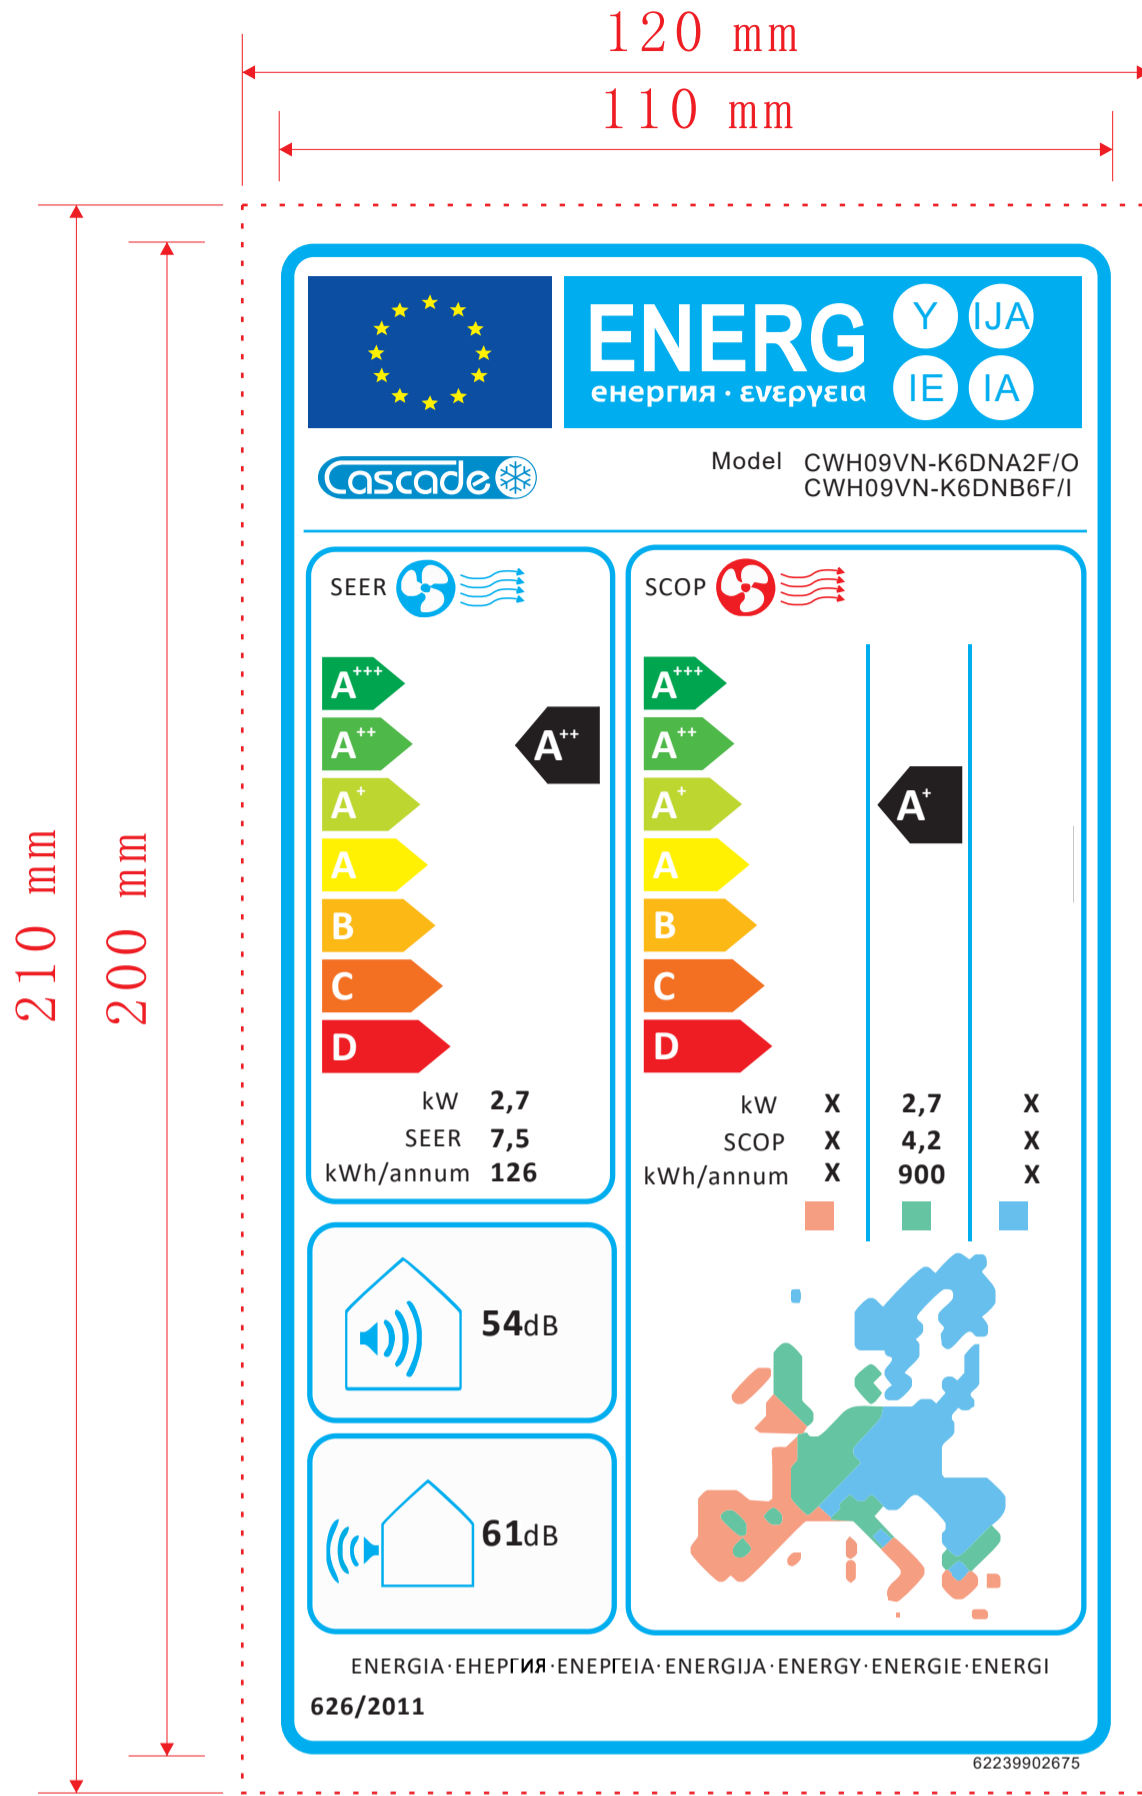 120 mm
110 mm
210 mm
200 mm
ENERG
енергия · ενεργεια
Y IJA
IE IA
Cascade
Model CWH09VN-K6DNA2F/O
CWH09VN-K6DNB6F/I
SEER
A+++
A++
A+
A
B
C
D
A++
kW 2,7
SEER 7,5
kWh/annum 126
SCOP
A+++
A++
A+
A
B
C
D
A+
kW X 2,7 X
SCOP X 4,2 X
kWh/annum X 900 X
54dB
61dB
ENERGIA·ЕНЕРГИЯ·ΕΝΕΡΓΕΙΑ·ENERGIJA·ENERGY·ENERGIE·ENERGI
626/2011
62239902675